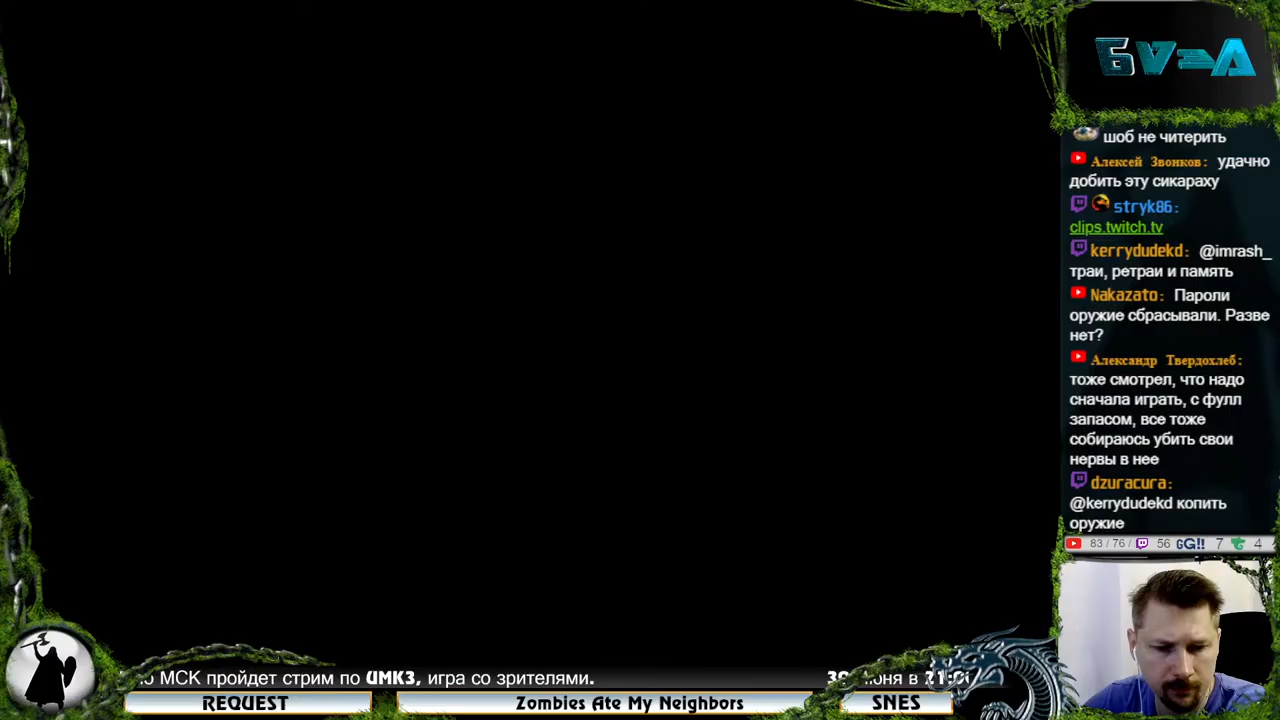 БV=A
шоб не читерить
Алексей Звонков: удачно
добить эту сикараху
stryk86:
clips.twitch.tv
kerrydudekd: @imrash_
траи, ретраи и память
Nakazato: Пароли
оружие сбрасывали. Разве
нет?
Александр Твердохлеб:
тоже смотрел, что надо
сначала играть, с фулл
запасом, все тоже
собираюсь убить свои
нервы в нее
dzuracura:
@kerrydudekd копить
оружие
83 / 76 / 56 GG!! 7 4
МСК пройдет стрим по UMK3, игра со зрителями.
REQUEST
Zombies Ate My Neighbors
SNES